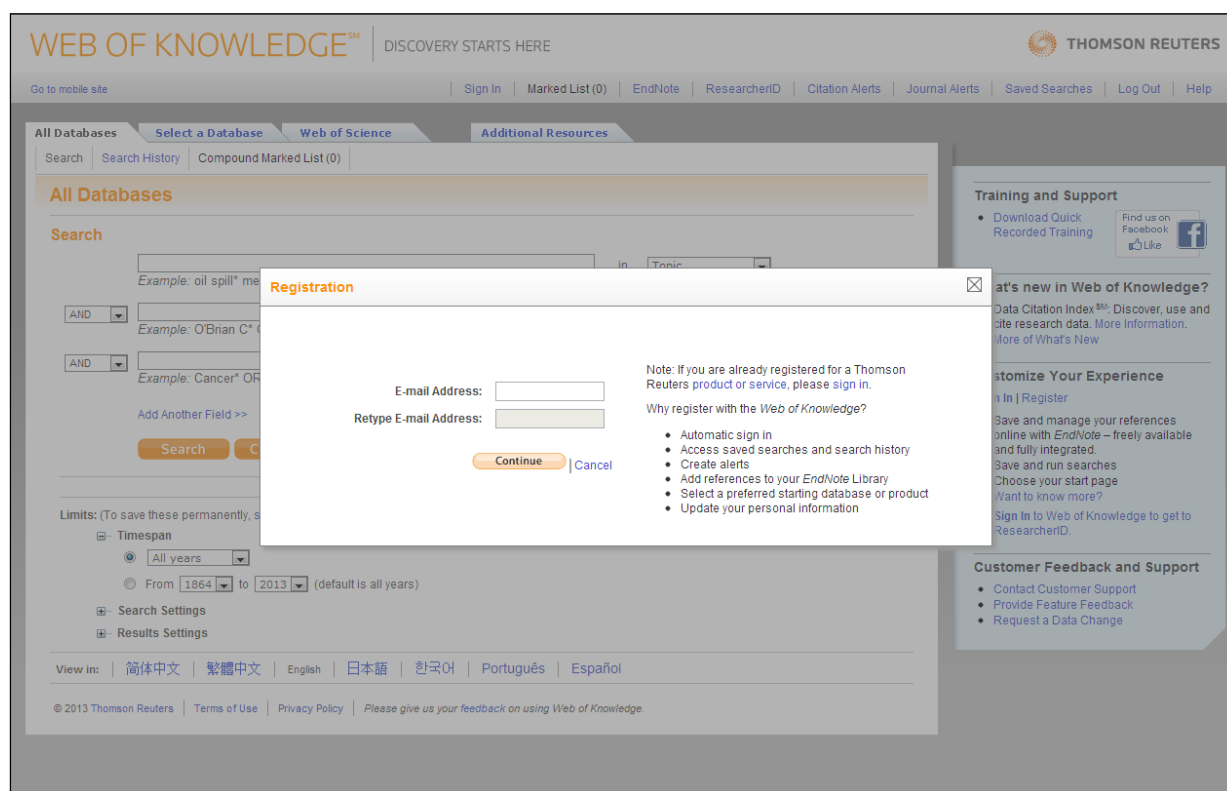 WEB OF KNOWLEDGE℠ | DISCOVERY STARTS HERE
THOMSON REUTERS
Go to mobile site
Sign In | Marked List (0) | EndNote | ResearcherID | Citation Alerts | Journal Alerts | Saved Searches | Log Out | Help
All Databases Select a Database Web of Science Additional Resources
Search | Search History | Compound Marked List (0)
All Databases
Search
in Topic
Example: oil spill* me
AND
Example: O'Brian C*
AND
Example: Cancer* OR
Add Another Field >>
Search C
Limits: (To save these permanently, s
Timespan
All years
From 1864 to 2013 (default is all years)
Search Settings
Results Settings
View in: | 简体中文 | 繁體中文 | English | 日本語 | 한국어 | Português | Español
© 2013 Thomson Reuters | Terms of Use | Privacy Policy | Please give us your feedback on using Web of Knowledge.
Registration
E-mail Address:
Retype E-mail Address:
Continue | Cancel
Note: If you are already registered for a Thomson
Reuters product or service, please sign in.
Why register with the Web of Knowledge?
Automatic sign in
Access saved searches and search history
Create alerts
Add references to your EndNote Library
Select a preferred starting database or product
Update your personal information
Training and Support
Download Quick
Recorded Training
Find us on
Facebook
Like
at's new in Web of Knowledge?
Data Citation Index℠: Discover, use and
cite research data. More Information.
More of What's New
stomize Your Experience
n In | Register
Save and manage your references
online with EndNote – freely available
and fully integrated.
Save and run searches
Choose your start page
Want to know more?
Sign In to Web of Knowledge to get to
ResearcherID.
Customer Feedback and Support
Contact Customer Support
Provide Feature Feedback
Request a Data Change